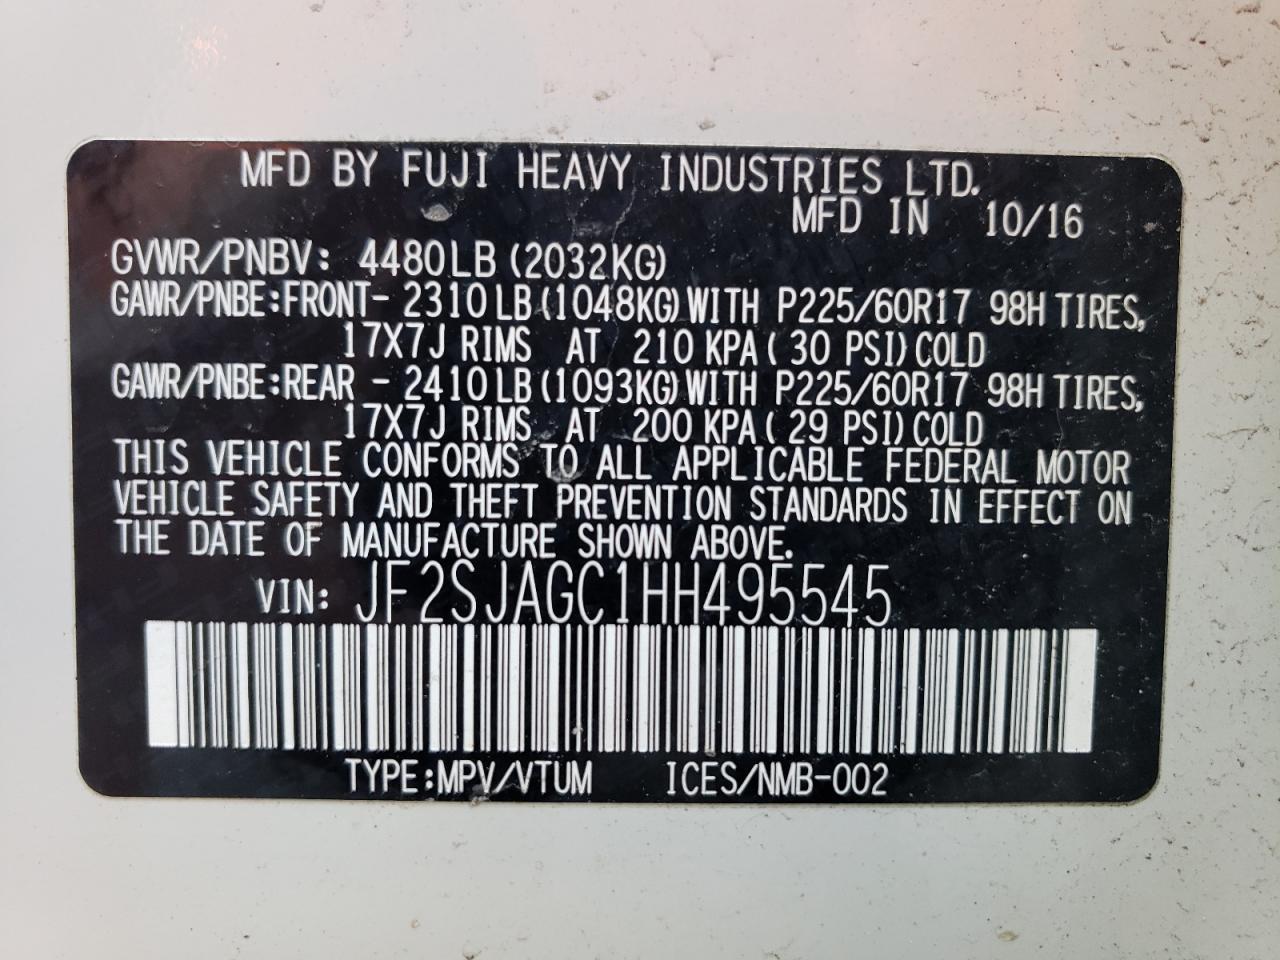 MFD BY FUJI HEAVY INDUSTRIES LTD.
MFD IN 10/16
GVWR/PNBV: 4480LB (2032KG)
GAWR/PNBE:FRONT- 2310LB(1048KG)WITH P225/60R17 98H TIRES,
17X7J RIMS AT 210 KPA( 30 PSI)COLD
GAWR/PNBE:REAR - 2410LB(1093KG)WITH P225/60R17 98H TIRES,
17X7J RIMS AT 200 KPA( 29 PSI)COLD
THIS VEHICLE CONFORMS TO ALL APPLICABLE FEDERAL MOTOR
VEHICLE SAFETY AND THEFT PREVENTION STANDARDS IN EFFECT ON
THE DATE OF MANUFACTURE SHOWN ABOVE.
VIN: JF2SJAGC1HH495545
TYPE:MPV/VTUM ICES/NMB-002